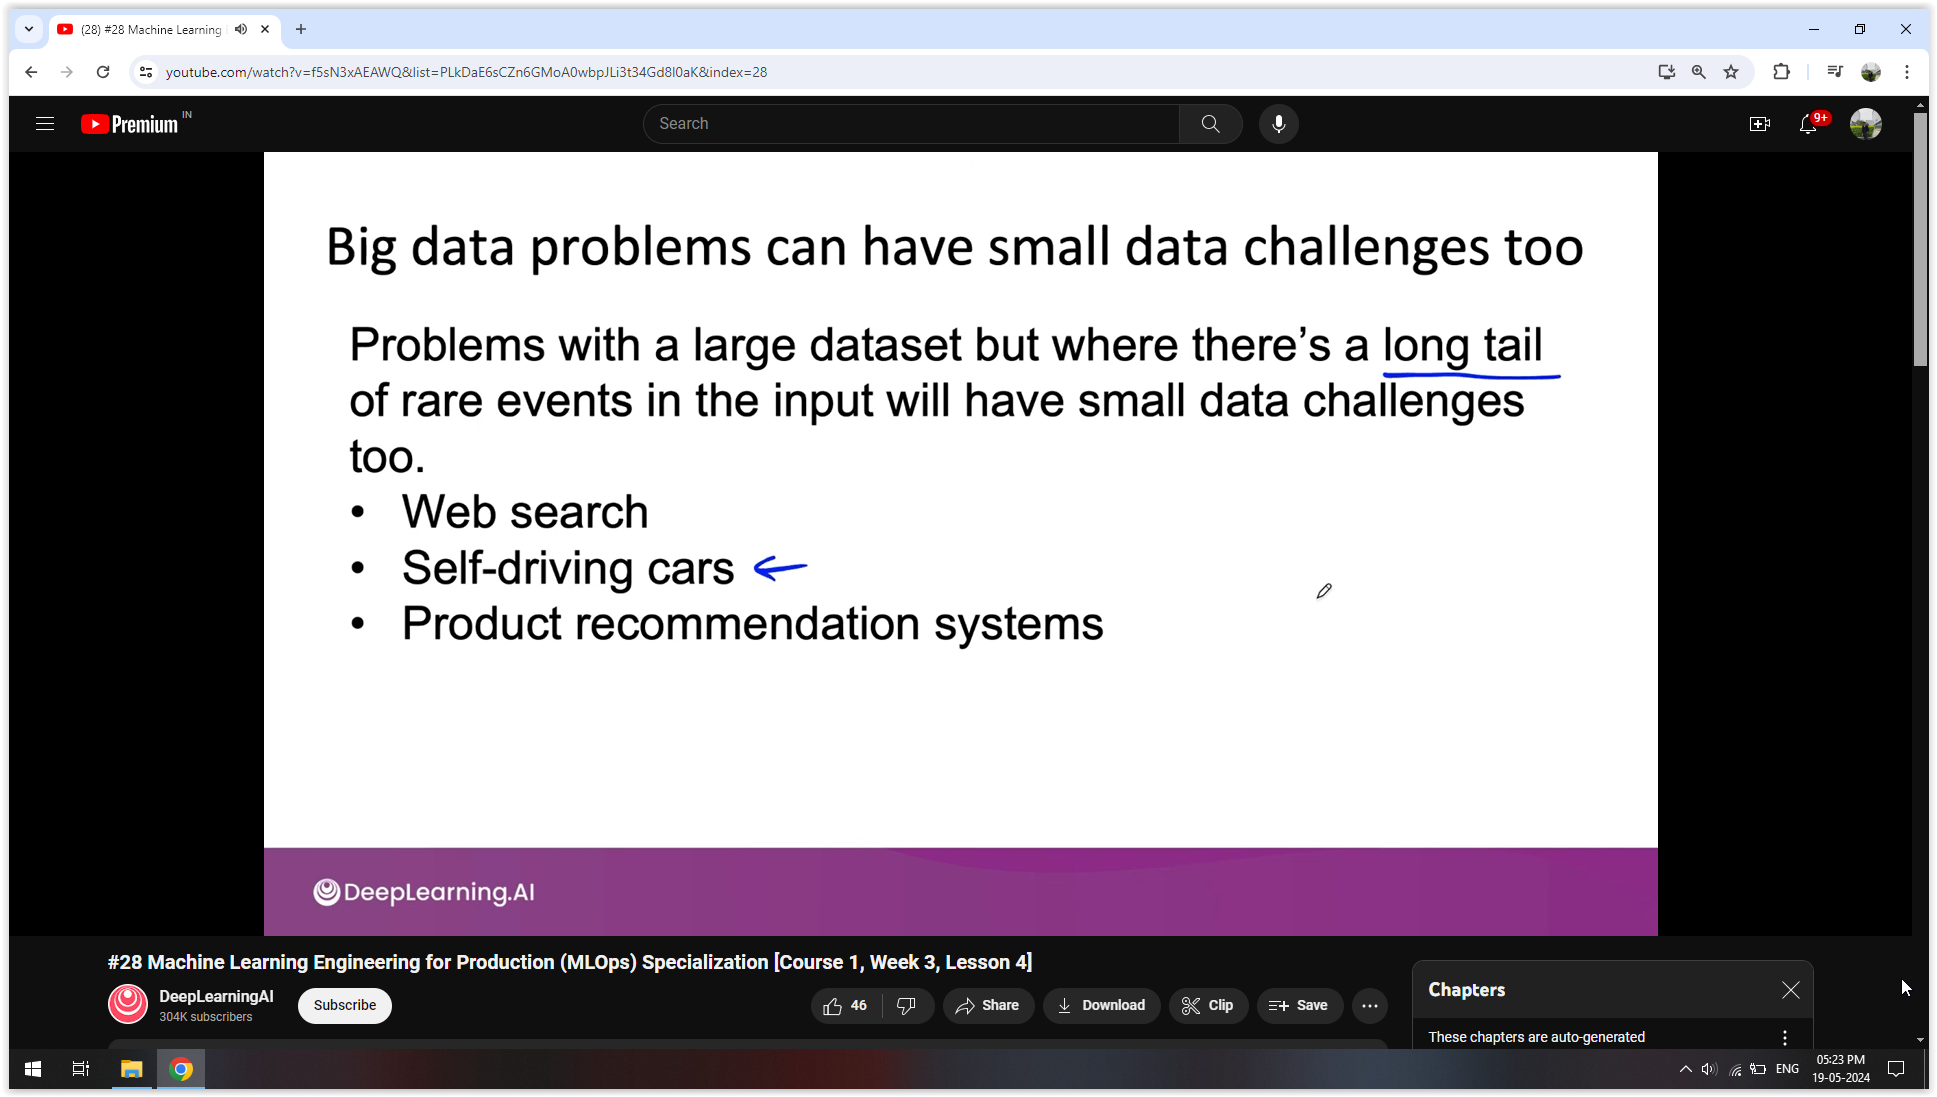 (28) #28 Machine Learning
youtube.com/watch?v=f5sN3xAEAWQ&list=PLkDaE6sCZn6GMoA0wbpJLi3t34Gd8l0aK&index=28
Premium IN
Search
9+
Big data problems can have small data challenges too
Problems with a large dataset but where there’s a long tail
of rare events in the input will have small data challenges
too.
• Web search
• Self-driving cars
• Product recommendation systems
DeepLearning.AI
#28 Machine Learning Engineering for Production (MLOps) Specialization [Course 1, Week 3, Lesson 4]
DeepLearningAI
304K subscribers
Subscribe
46
Share
Download
Clip
Save
Chapters
These chapters are auto-generated
ENG
05:23 PM
19-05-2024